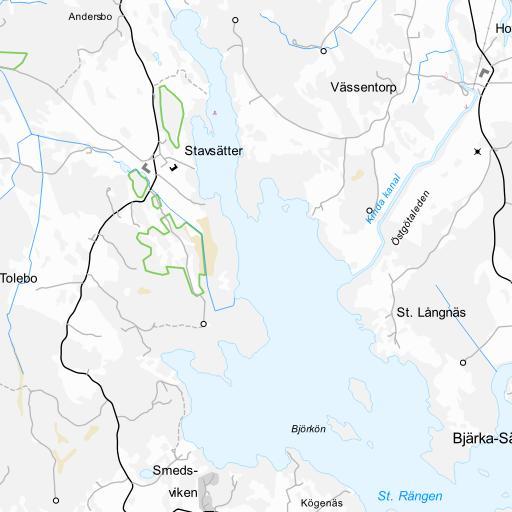 Andersbo
Ho
Vässentorp
Stavsätter
Kinda kanal
Östgötaleden
Tolebo
St. Långnäs
Björkön
Bjärka-Sä
Smeds-
viken
St. Rängen
Kögenäs